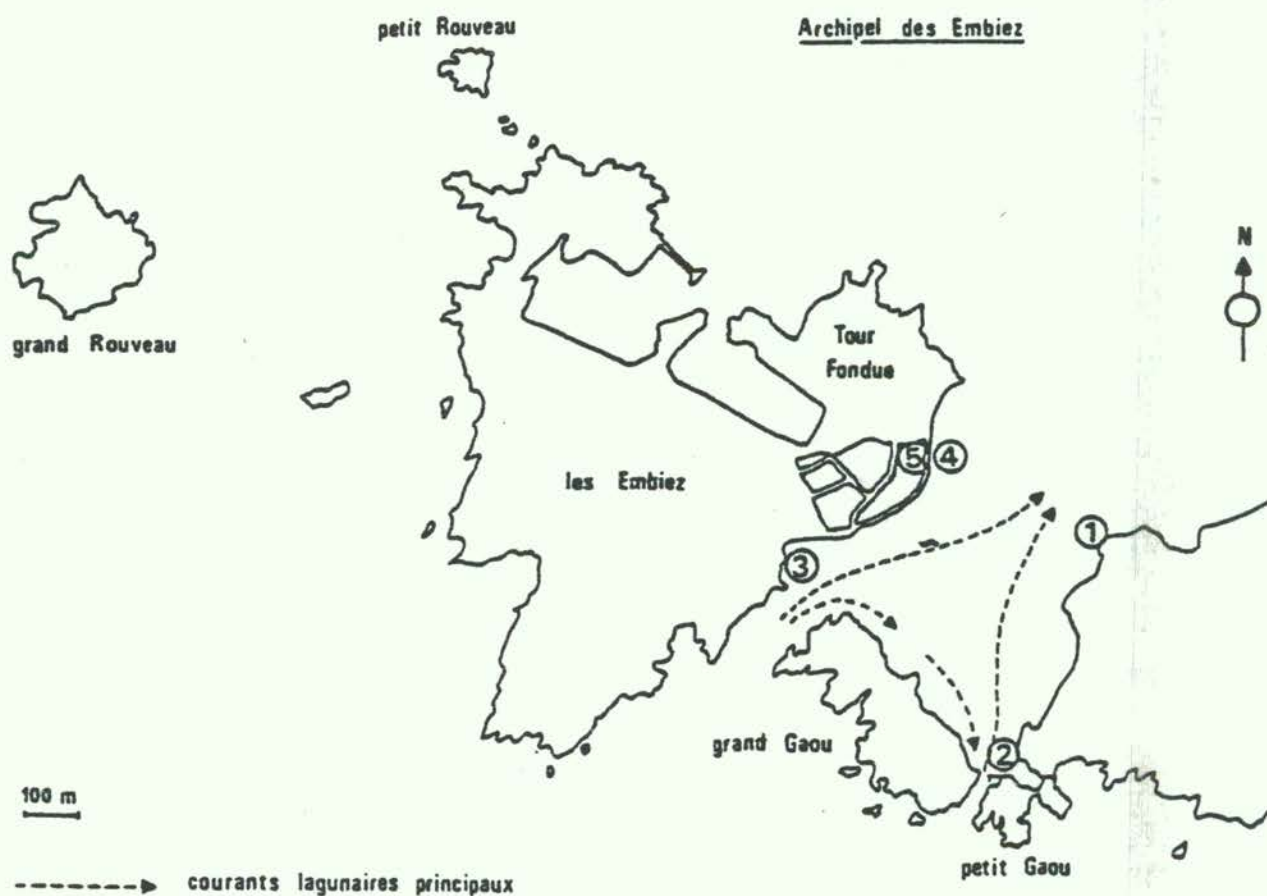 petit Rouveau
Archipel des Embiez
N
grand Rouveau
Tour
Fondue
les Embiez
⑤ ④
①
③
②
grand Gaou
petit Gaou
100 m
courants lagunaires principaux